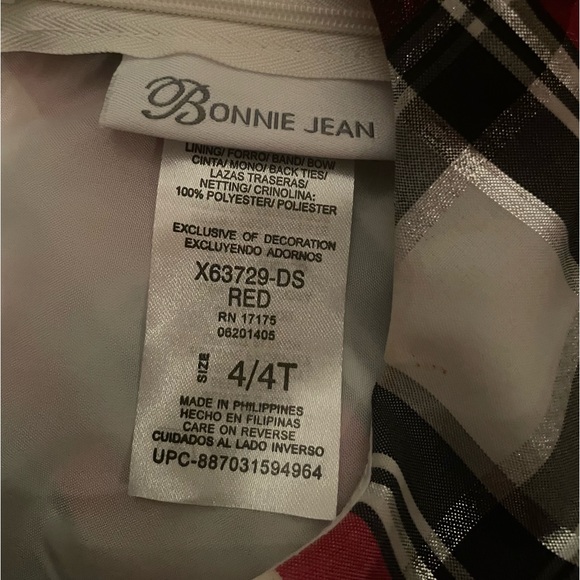 BONNIE JEAN
LINING/ FORRO/ BAND/ BOW/
CINTA/ MONO/ BACK TIES/
LAZAS TRASERAS/
NETTING/ CRINOLINA:
100% POLYESTER/ POLIESTER
EXCLUSIVE OF DECORATION
EXCLUYENDO ADORNOS
X63729-DS
RED
RN 17175
06201405
SIZE 4/4T
MADE IN PHILIPPINES
HECHO EN FILIPINAS
CARE ON REVERSE
CUIDADOS AL LADO INVERSO
UPC-887031594964